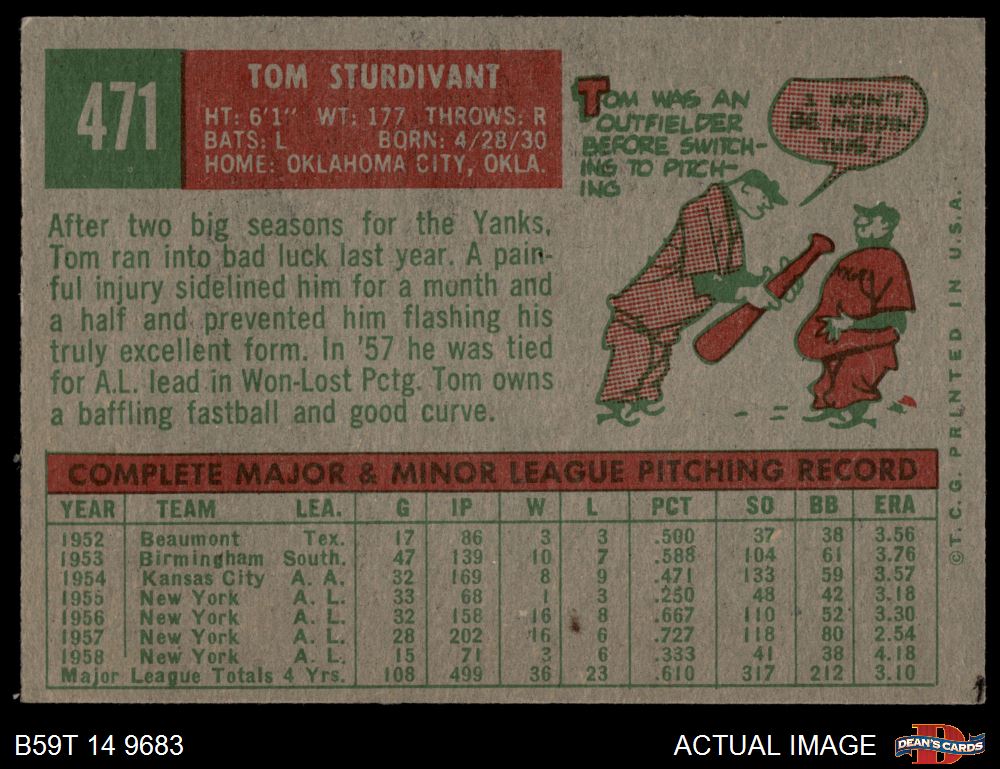 471
TOM STURDIVANT
HT: 6'1" WT: 177 THROWS: R
BATS: L BORN: 4/28/30
HOME: OKLAHOMA CITY, OKLA.
TOM WAS AN
OUTFIELDER
BEFORE SWITCH-
ING TO PITCH-
ING
I WON'T
BE NEEDIN'
THIS!
After two big seasons for the Yanks,
Tom ran into bad luck last year. A pain-
ful injury sidelined him for a month and
a half and prevented him flashing his
truly excellent form. In '57 he was tied
for A.L. lead in Won-Lost Pctg. Tom owns
a baffling fastball and good curve.
COMPLETE MAJOR & MINOR LEAGUE PITCHING RECORD
YEAR TEAM LEA. G IP W L PCT SO BB ERA
1952 Beaumont Tex. 17 86 3 3 .500 37 38 3.56
1953 Birmingham South. 47 139 10 7 .588 104 61 3.76
1954 Kansas City A. A. 32 169 8 9 .471 133 59 3.57
1955 New York A. L. 33 68 1 3 .250 48 42 3.18
1956 New York A. L. 32 158 16 8 .667 110 52 3.30
1957 New York A. L. 28 202 16 6 .727 118 80 2.54
1958 New York A. L. 15 71 3 6 .333 41 38 4.18
Major League Totals 4 Yrs. 108 499 36 23 .610 317 212 3.10
©T. C. G. PRINTED IN U.S.A.
B59T 14 9683
ACTUAL IMAGE
DEAN'S CARDS